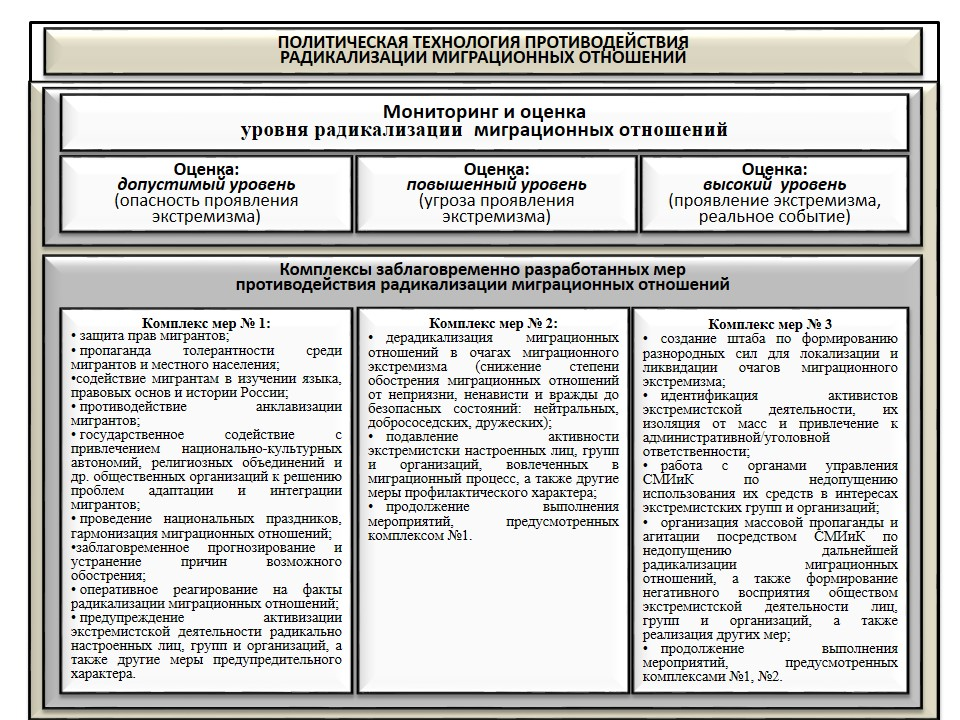 ПОЛИТИЧЕСКАЯ ТЕХНОЛОГИЯ ПРОТИВОДЕЙСТВИЯ
РАДИКАЛИЗАЦИИ МИГРАЦИОННЫХ ОТНОШЕНИЙ
Мониторинг и оценка
уровня радикализации миграционных отношений
Оценка:
допустимый уровень
(опасность проявления
экстремизма)
Оценка:
повышенный уровень
(угроза проявления
экстремизма)
Оценка:
высокий уровень
(проявление экстремизма,
реальное событие)
Комплексы заблаговременно разработанных мер
противодействия радикализации миграционных отношений
Комплекс мер № 1:
• защита прав мигрантов;
• пропаганда толерантности среди
мигрантов и местного населения;
•содействие мигрантам в изучении языка,
правовых основ и истории России;
• противодействие анклавизации
мигрантов;
• государственное содействие с
привлечением национально-культурных
автономий, религиозных объединений и
др. общественных организаций к решению
проблем адаптации и интеграции
мигрантов;
• проведение национальных праздников,
гармонизация миграционных отношений;
•заблаговременное прогнозирование и
устранение причин возможного
обострения;
• оперативное реагирование на факты
радикализации миграционных отношений;
• предупреждение активизации
экстремистской деятельности радикально
настроенных лиц, групп и организаций, а
также другие меры предупредительного
характера.
Комплекс мер № 2:
• дерадикализация миграционных
отношений в очагах миграционного
экстремизма (снижение степени
обострения миграционных отношений
от неприязни, ненависти и вражды до
безопасных состояний: нейтральных,
добрососедских, дружеских);
• подавление активности
экстремистски настроенных лиц, групп
и организаций, вовлеченных в
миграционный процесс, а также другие
меры профилактического характера;
• продолжение выполнения
мероприятий, предусмотренных
комплексом №1.
Комплекс мер № 3
• создание штаба по формированию
разнородных сил для локализации и
ликвидации очагов миграционного
экстремизма;
• идентификация активистов
экстремистской деятельности, их
изоляция от масс и привлечение к
административной/уголовной
ответственности;
• работа с органами управления
СМИиК по недопущению
использования их средств в интересах
экстремистских групп и организаций;
• организация массовой пропаганды и
агитации посредством СМИиК по
недопущению дальнейшей
радикализации миграционных
отношений, а также формирование
негативного восприятия обществом
экстремистской деятельности лиц,
групп и организаций, а также
реализация других мер;
• продолжение выполнения
мероприятий, предусмотренных
комплексами №1, №2.